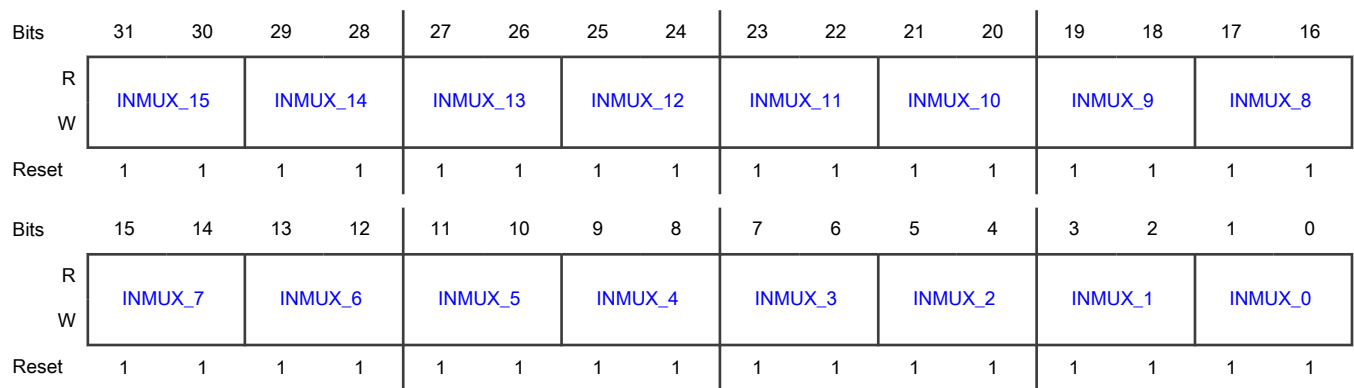 Bits 31 30 29 28 27 26 25 24 23 22 21 20 19 18 17 16
R
INMUX_15 INMUX_14 INMUX_13 INMUX_12 INMUX_11 INMUX_10 INMUX_9 INMUX_8
W
Reset 1 1 1 1 1 1 1 1 1 1 1 1 1 1 1 1
Bits 15 14 13 12 11 10 9 8 7 6 5 4 3 2 1 0
R
INMUX_7 INMUX_6 INMUX_5 INMUX_4 INMUX_3 INMUX_2 INMUX_1 INMUX_0
W
Reset 1 1 1 1 1 1 1 1 1 1 1 1 1 1 1 1